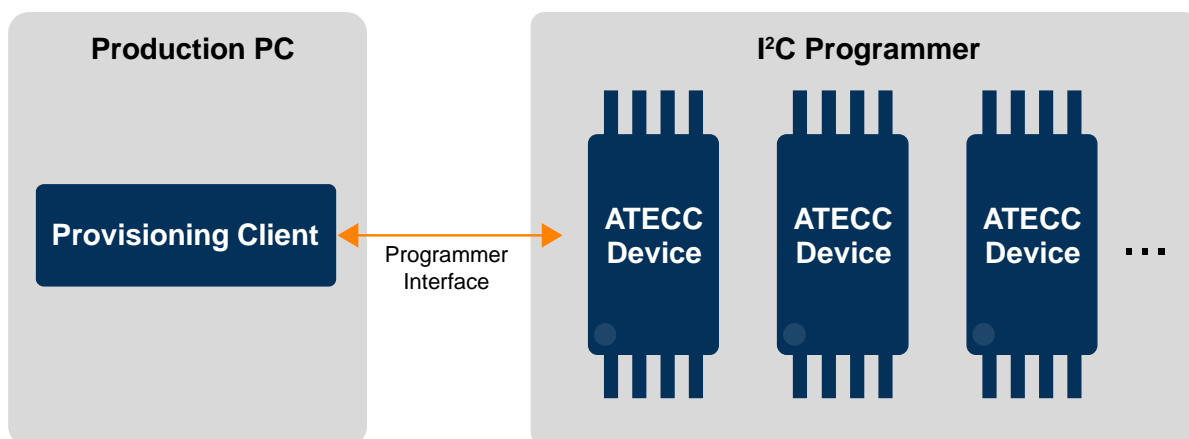 Production PC
I²C Programmer
Provisioning Client
Programmer
Interface
ATECC
Device
ATECC
Device
ATECC
Device
...